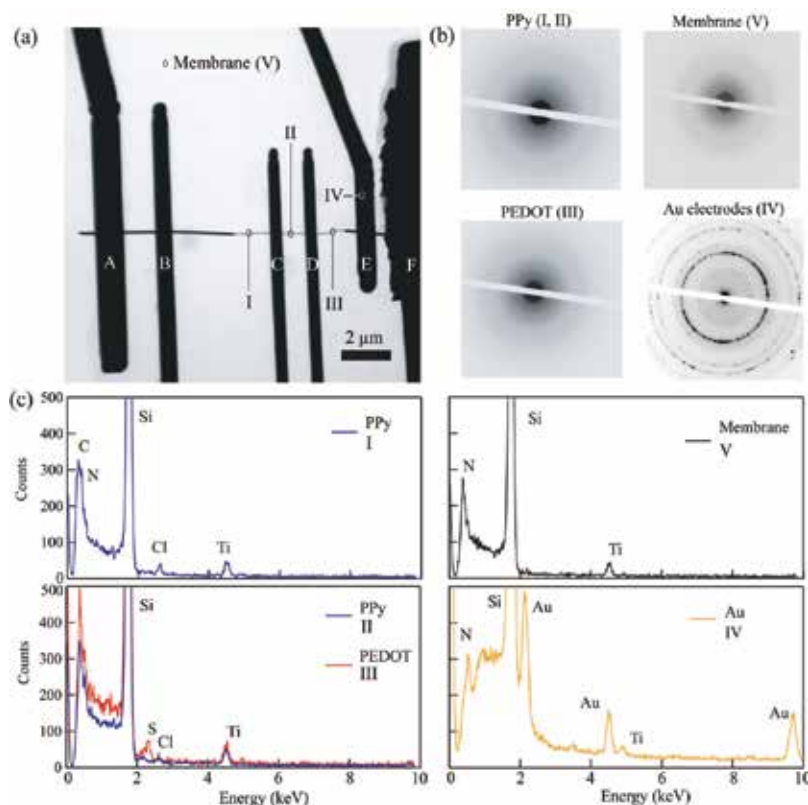 (a)
Membrane (V)
II
IV
A
B
C
D
E
F
I
III
2 µm
(b)
PPy (I, II)
Membrane (V)
PEDOT (III)
Au electrodes (IV)
(c)
500
400
300
200
100
0
Counts
C
N
Si
Cl
Ti
PPy
I
N
Si
Ti
Membrane
V
500
400
300
200
100
0
Counts
Si
S
Cl
Ti
PPy
II
PEDOT
III
0 2 4 6 8 10
Energy (keV)
N
Si
Au
Au
Ti
Au
Au
IV
0 2 4 6 8 10
Energy (keV)